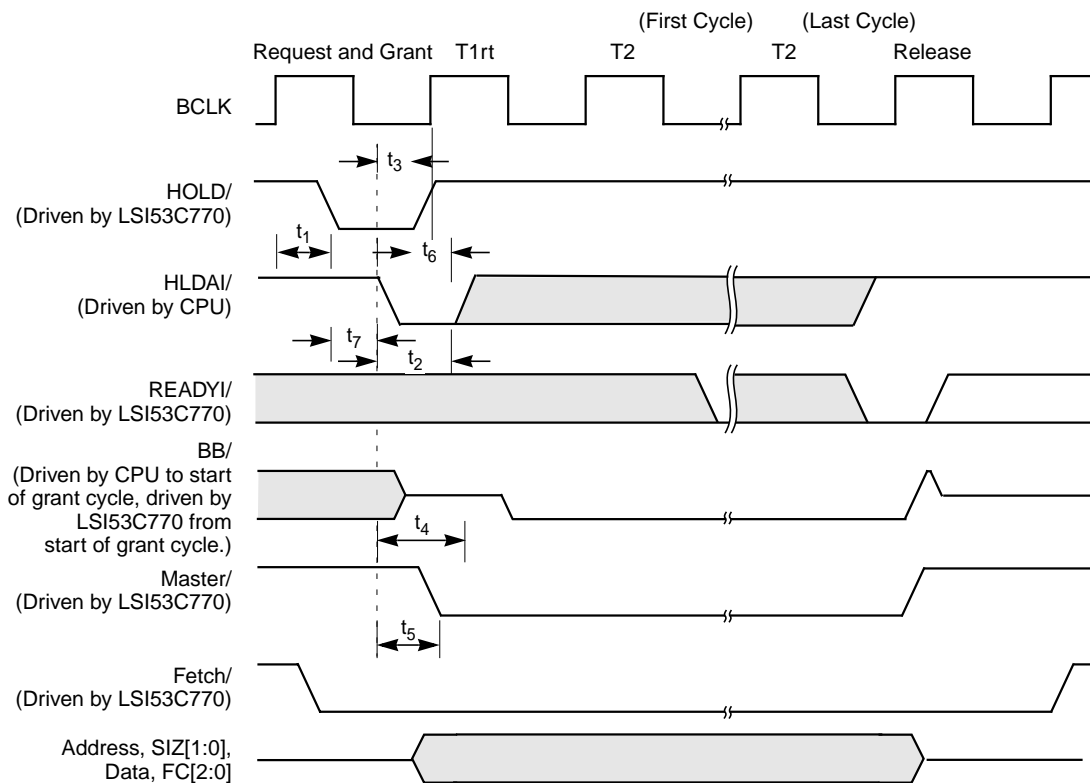 (First Cycle) (Last Cycle)
Request and Grant T1rt T2 T2 Release
BCLK
t3
HOLD/
(Driven by LSI53C770)
t1
t6
HLDAI/
(Driven by CPU)
t7
t2
READYI/
(Driven by LSI53C770)
BB/
(Driven by CPU to start
of grant cycle, driven by
LSI53C770 from
start of grant cycle.)
t4
Master/
(Driven by LSI53C770)
t5
Fetch/
(Driven by LSI53C770)
Address, SIZ[1:0],
Data, FC[2:0]